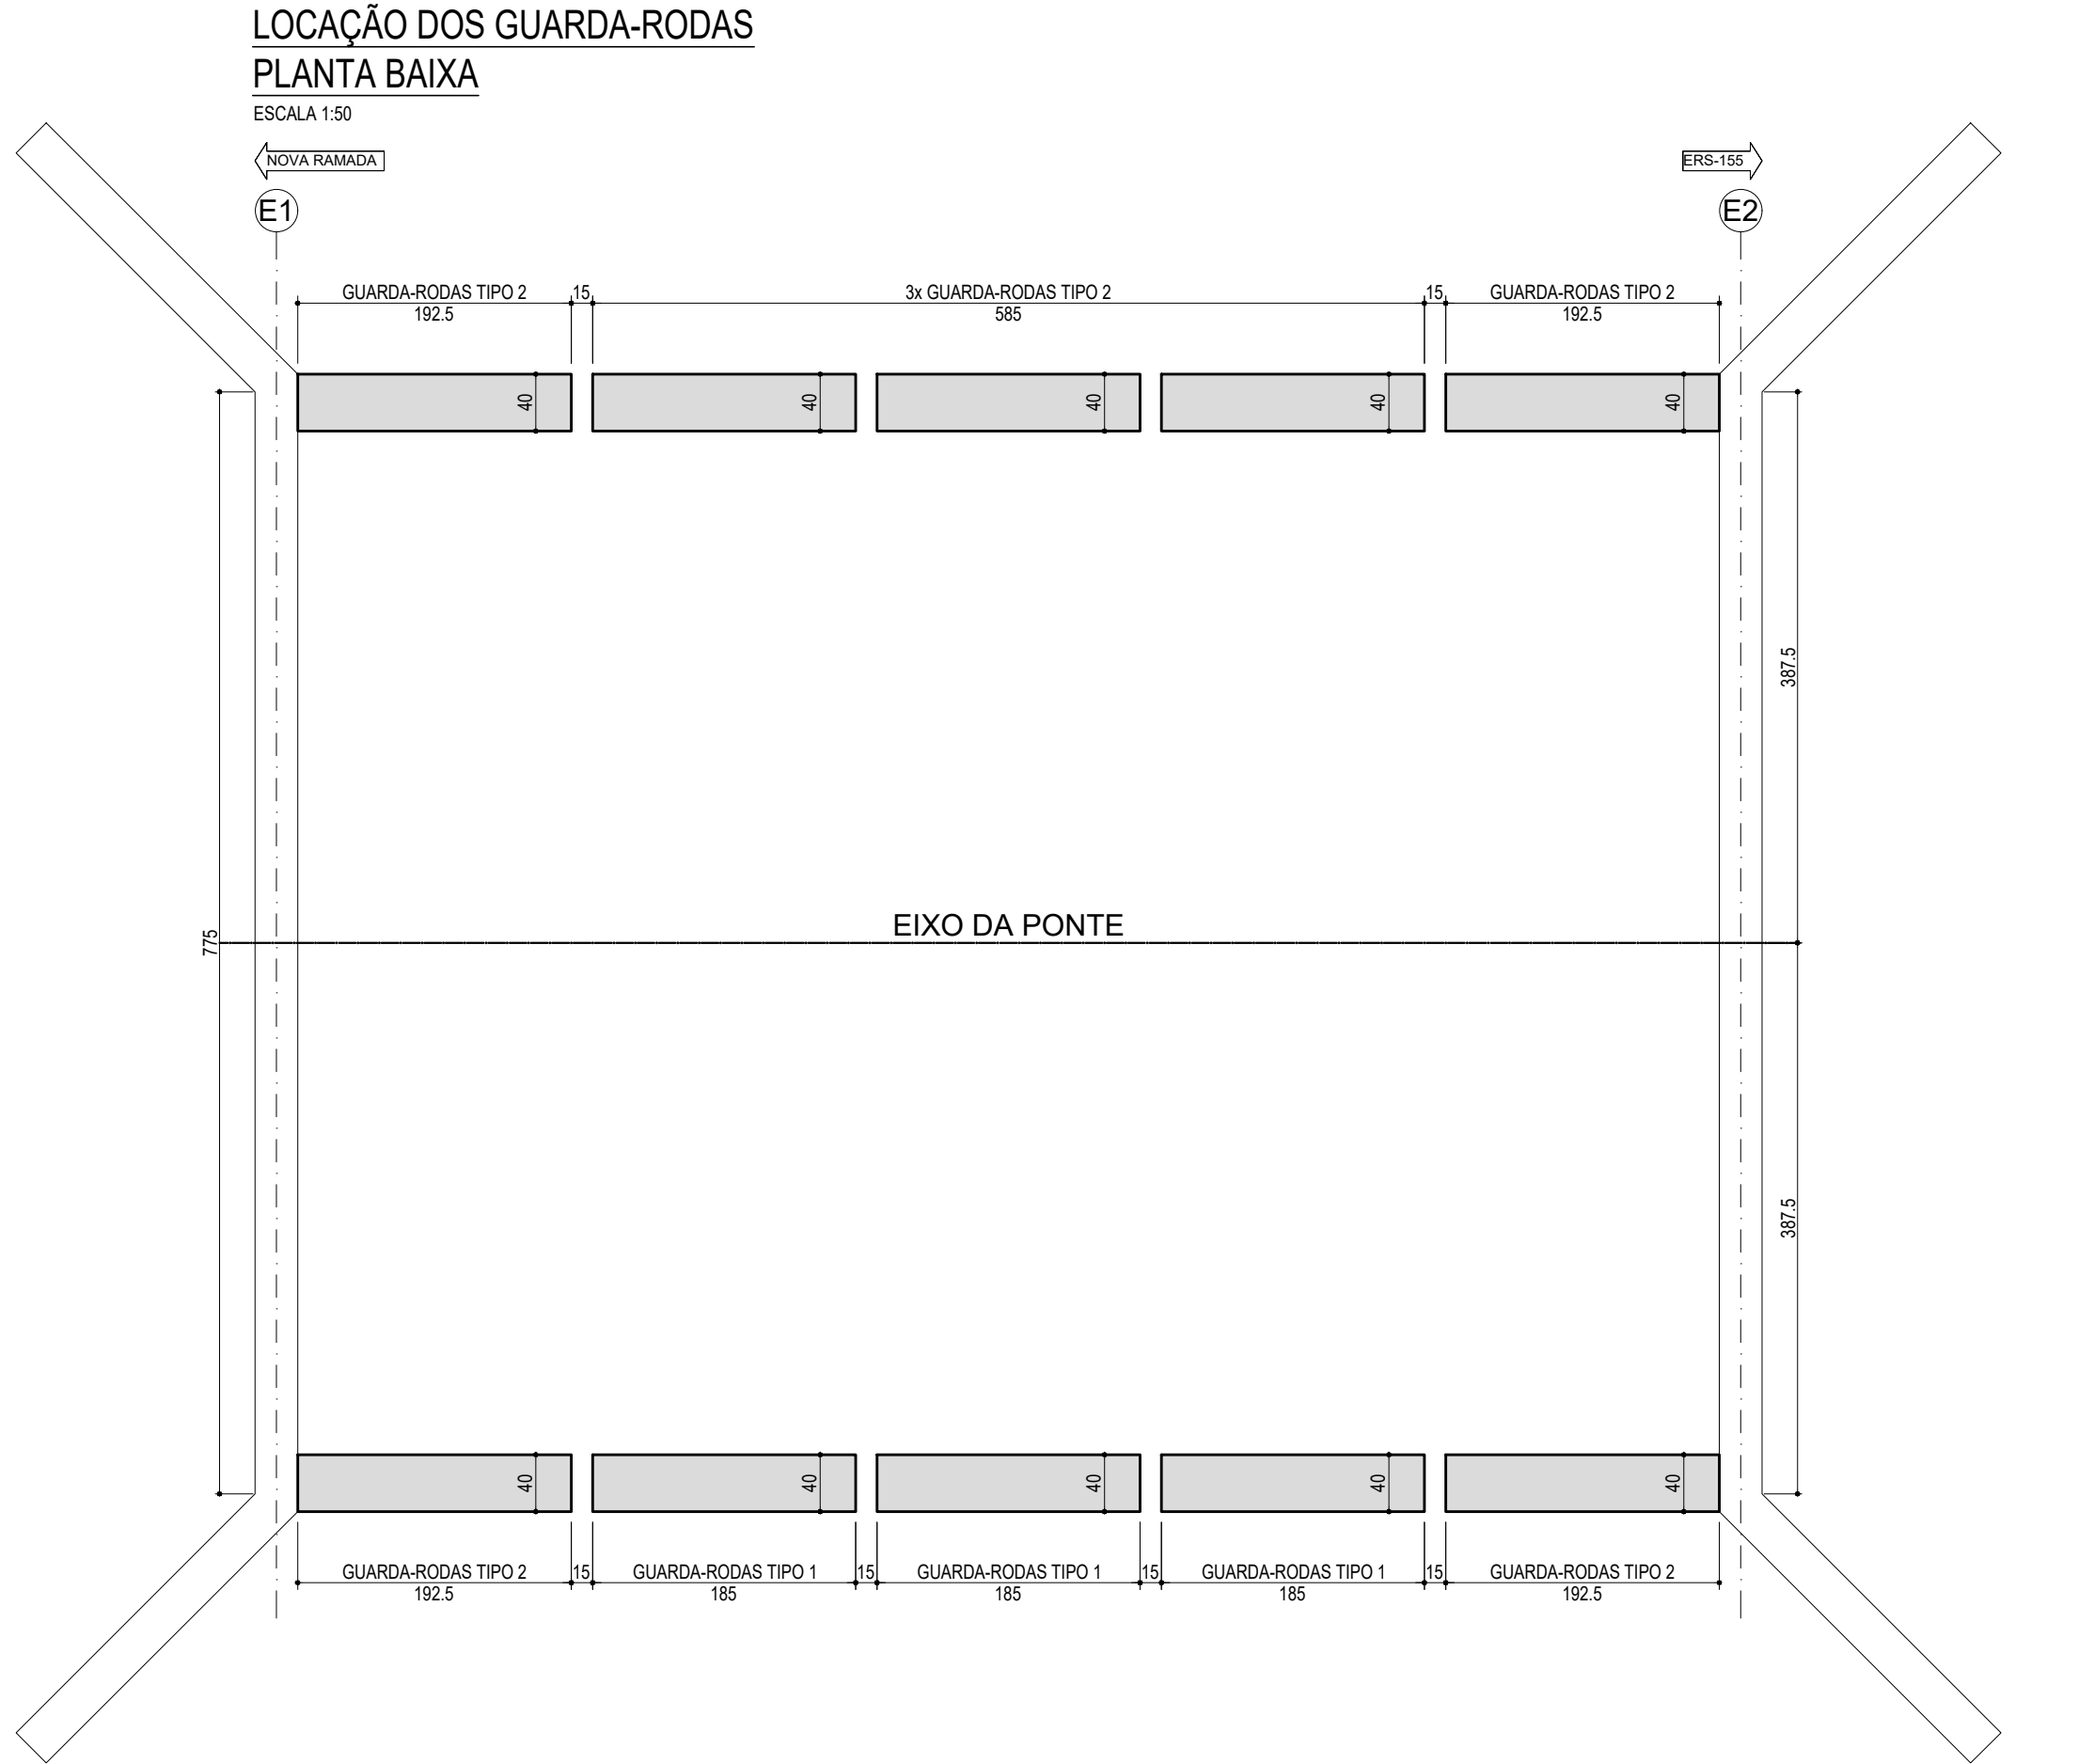 LOCAÇÃO DOS GUARDA-RODAS
PLANTA BAIXA
ESCALA 1:50
NOVA RAMADA
ERS-155
E1
E2
GUARDA-RODAS TIPO 2
15
3x GUARDA-RODAS TIPO 2
15
GUARDA-RODAS TIPO 2
192.5
585
192.5
40
40
40
40
40
387.5
EIXO DA PONTE
775
387.5
40
40
40
40
40
GUARDA-RODAS TIPO 2
15
GUARDA-RODAS TIPO 1
15
GUARDA-RODAS TIPO 1
15
GUARDA-RODAS TIPO 1
15
GUARDA-RODAS TIPO 2
192.5
185
185
185
192.5